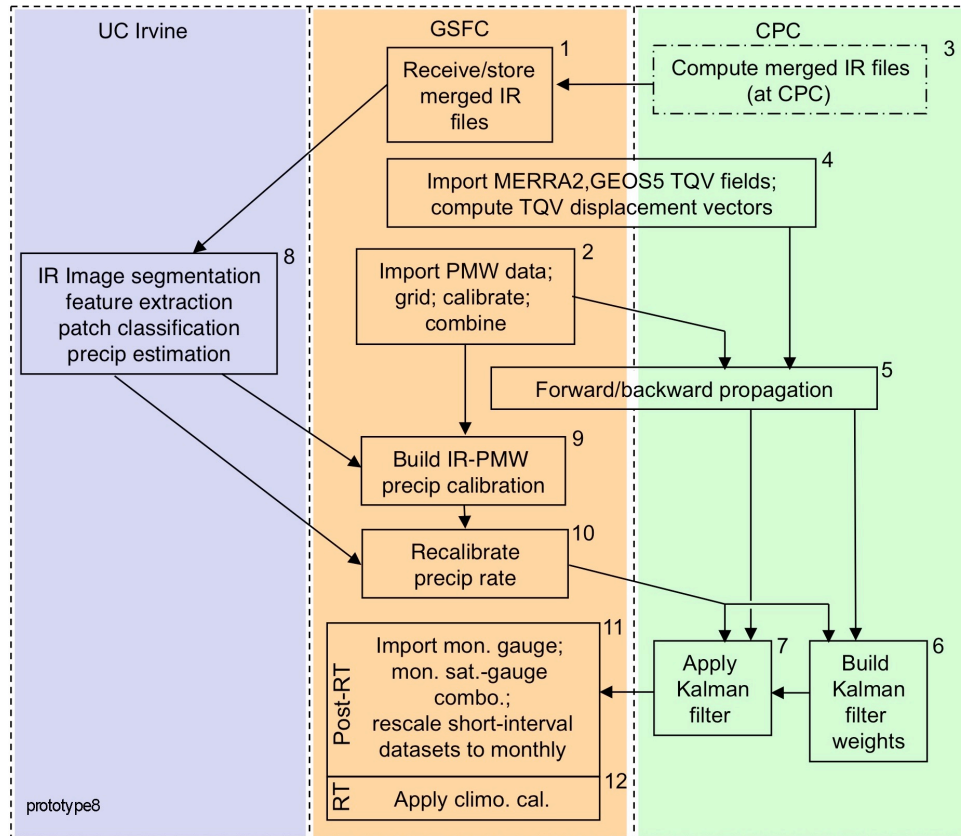 UC Irvine
GSFC
CPC
1
Receive/store
merged IR
files
3
Compute merged IR files
(at CPC)
4
Import MERRA2,GEOS5 TQV fields;
compute TQV displacement vectors
8
IR Image segmentation
feature extraction
patch classification
precip estimation
2
Import PMW data;
grid; calibrate;
combine
5
Forward/backward propagation
9
Build IR-PMW
precip calibration
10
Recalibrate
precip rate
11
Post-RT
Import mon. gauge;
mon. sat.-gauge
combo.;
rescale short-interval
datasets to monthly
7
Apply
Kalman
filter
6
Build
Kalman
filter
weights
12
RT
Apply climo. cal.
prototype8